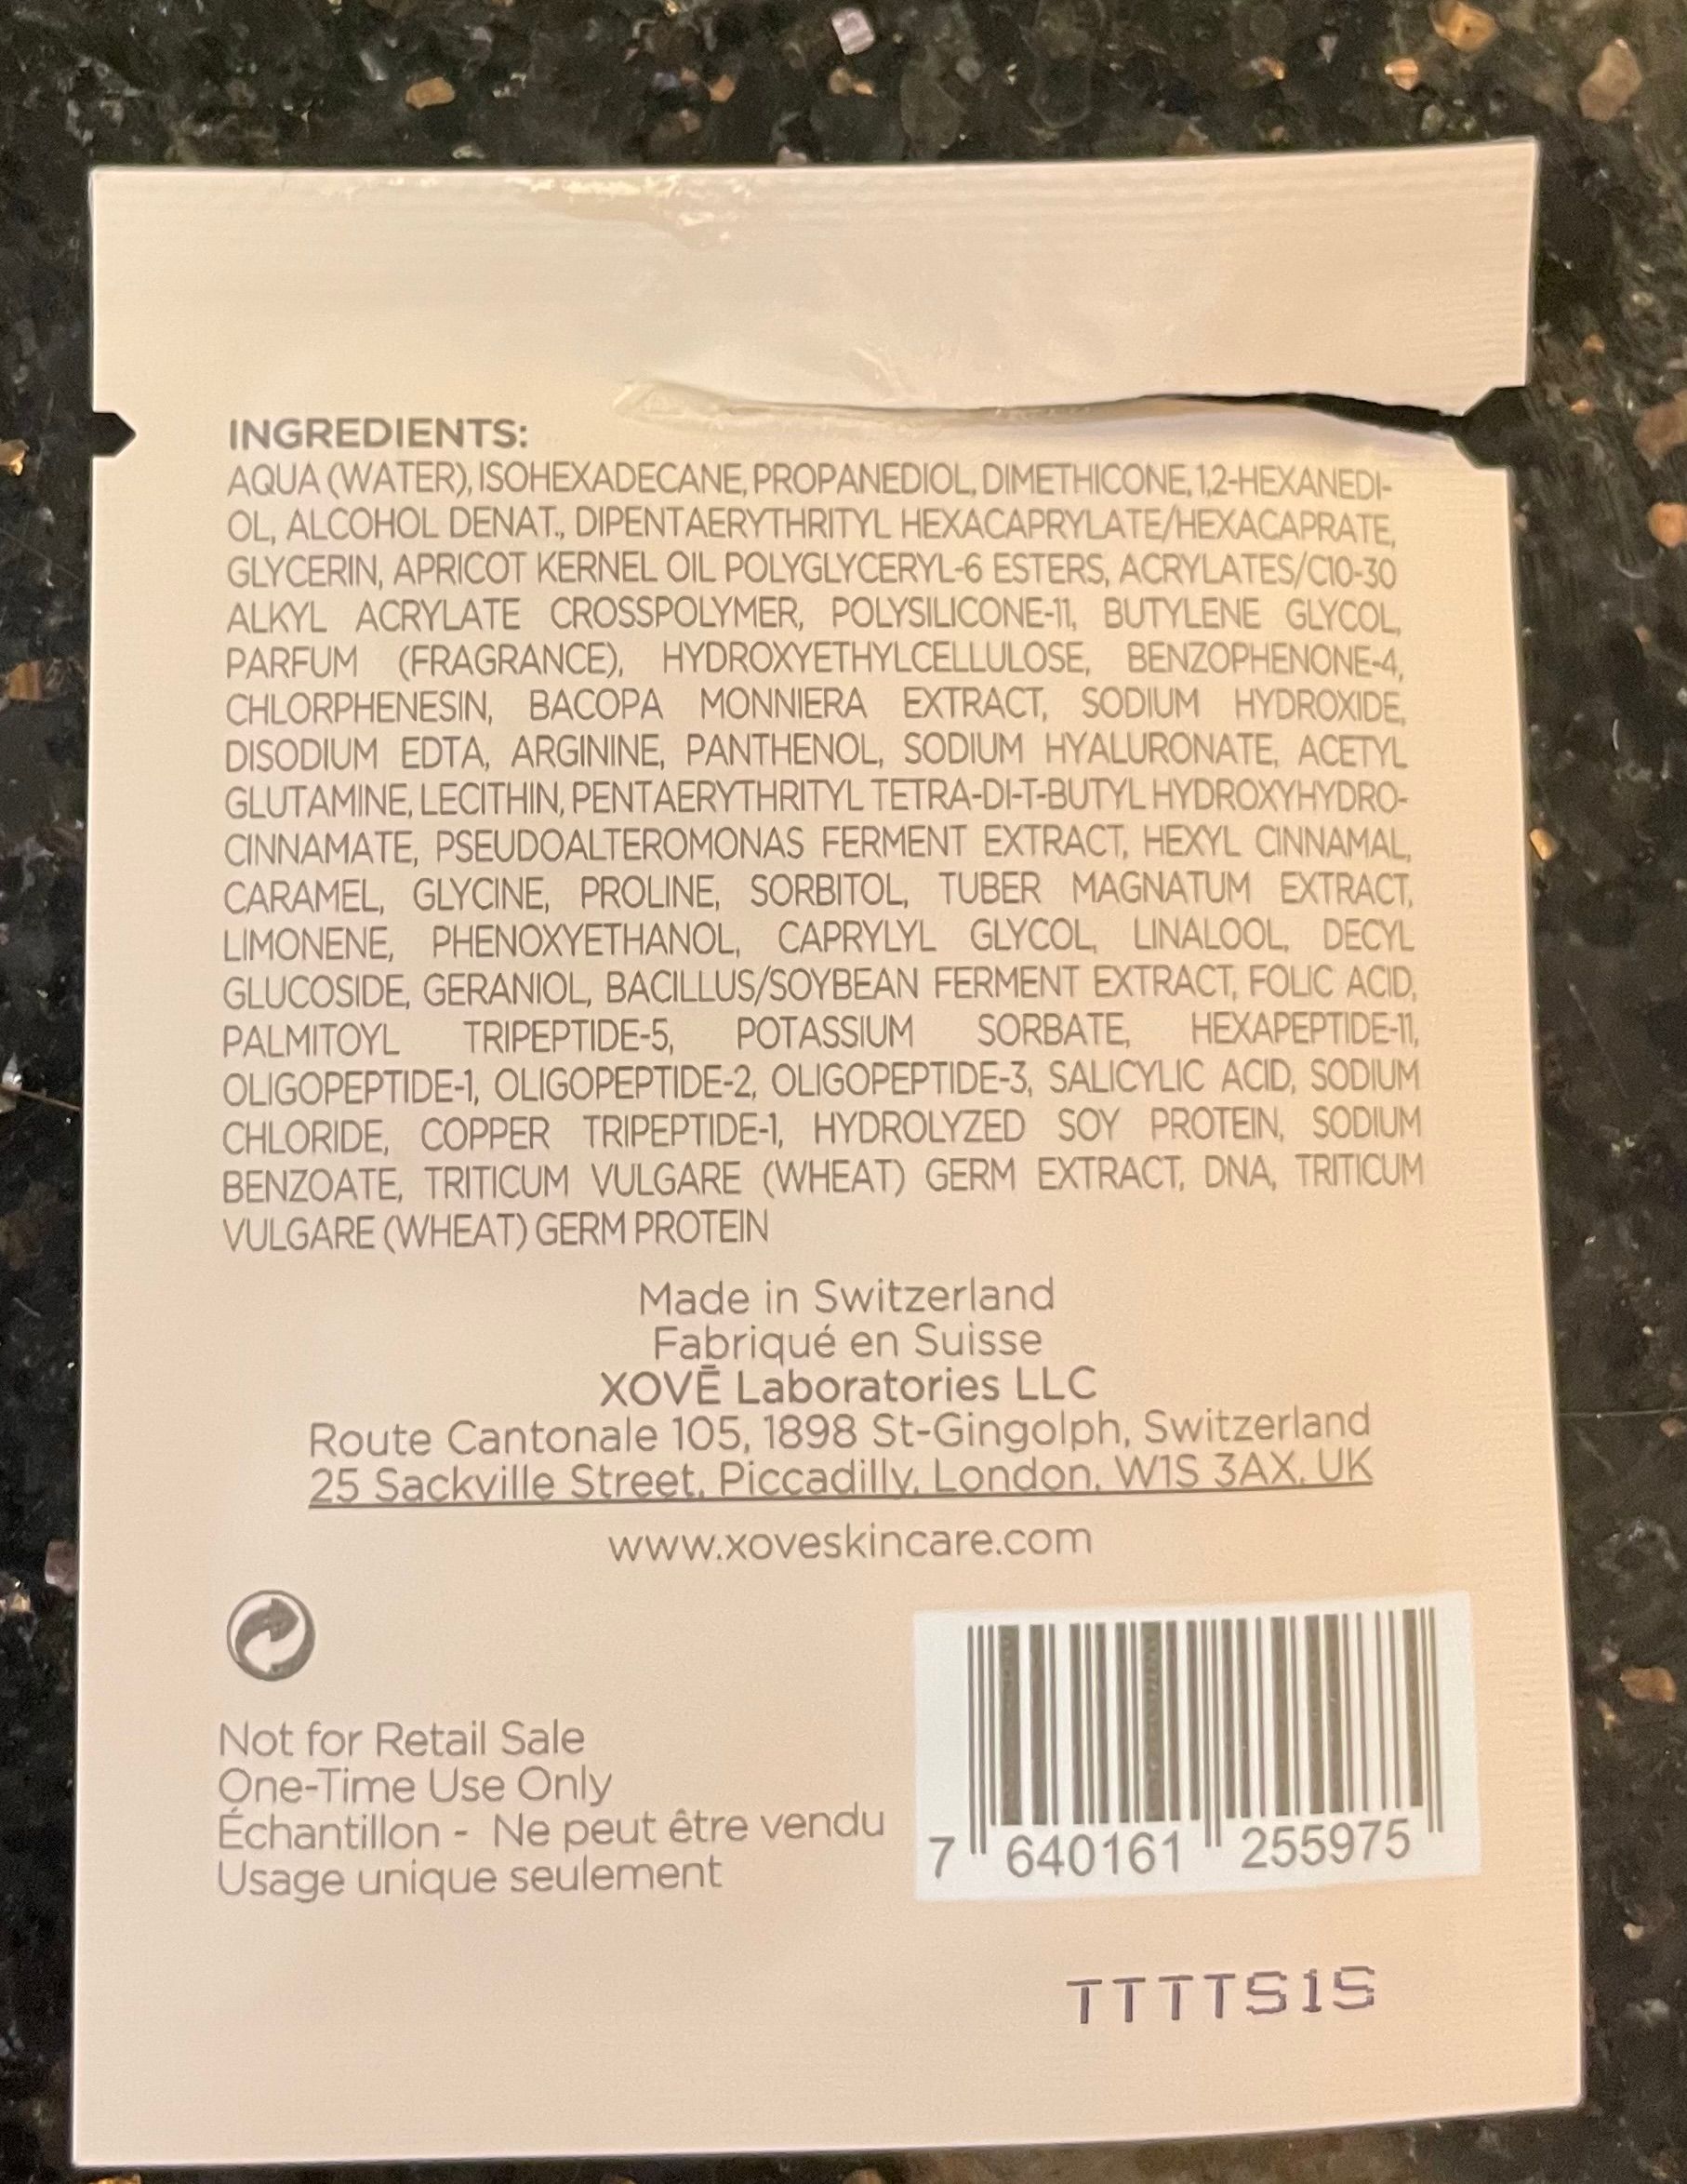 INGREDIENTS:
AQUA (WATER), ISOHEXADECANE, PROPANEDIOL, DIMETHICONE, 1,2-HEXANEDI-
OL, ALCOHOL DENAT., DIPENTAERYTHRITYL HEXACAPRYLATE/HEXACAPRATE,
GLYCERIN, APRICOT KERNEL OIL POLYGLYCERYL-6 ESTERS, ACRYLATES/C10-30
ALKYL ACRYLATE CROSSPOLYMER, POLYSILICONE-11, BUTYLENE GLYCOL,
PARFUM (FRAGRANCE), HYDROXYETHYLCELLULOSE, BENZOPHENONE-4,
CHLORPHENESIN, BACOPA MONNIERA EXTRACT, SODIUM HYDROXIDE,
DISODIUM EDTA, ARGININE, PANTHENOL, SODIUM HYALURONATE, ACETYL
GLUTAMINE, LECITHIN, PENTAERYTHRITYL TETRA-DI-T-BUTYL HYDROXYHYDRO-
CINNAMATE, PSEUDOALTEROMONAS FERMENT EXTRACT, HEXYL CINNAMAL,
CARAMEL, GLYCINE, PROLINE, SORBITOL, TUBER MAGNATUM EXTRACT,
LIMONENE, PHENOXYETHANOL, CAPRYLYL GLYCOL, LINALOOL, DECYL
GLUCOSIDE, GERANIOL, BACILLUS/SOYBEAN FERMENT EXTRACT, FOLIC ACID,
PALMITOYL TRIPEPTIDE-5, POTASSIUM SORBATE, HEXAPEPTIDE-11,
OLIGOPEPTIDE-1, OLIGOPEPTIDE-2, OLIGOPEPTIDE-3, SALICYLIC ACID, SODIUM
CHLORIDE, COPPER TRIPEPTIDE-1, HYDROLYZED SOY PROTEIN, SODIUM
BENZOATE, TRITICUM VULGARE (WHEAT) GERM EXTRACT, DNA, TRITICUM
VULGARE (WHEAT) GERM PROTEIN
Made in Switzerland
Fabriqué en Suisse
XOVĒ Laboratories LLC
Route Cantonale 105, 1898 St-Gingolph, Switzerland
25 Sackville Street, Piccadilly, London, W1S 3AX, UK
www.xoveskincare.com
Not for Retail Sale
One-Time Use Only
Échantillon - Ne peut être vendu
Usage unique seulement
7 640161 255975
TTTTS1S